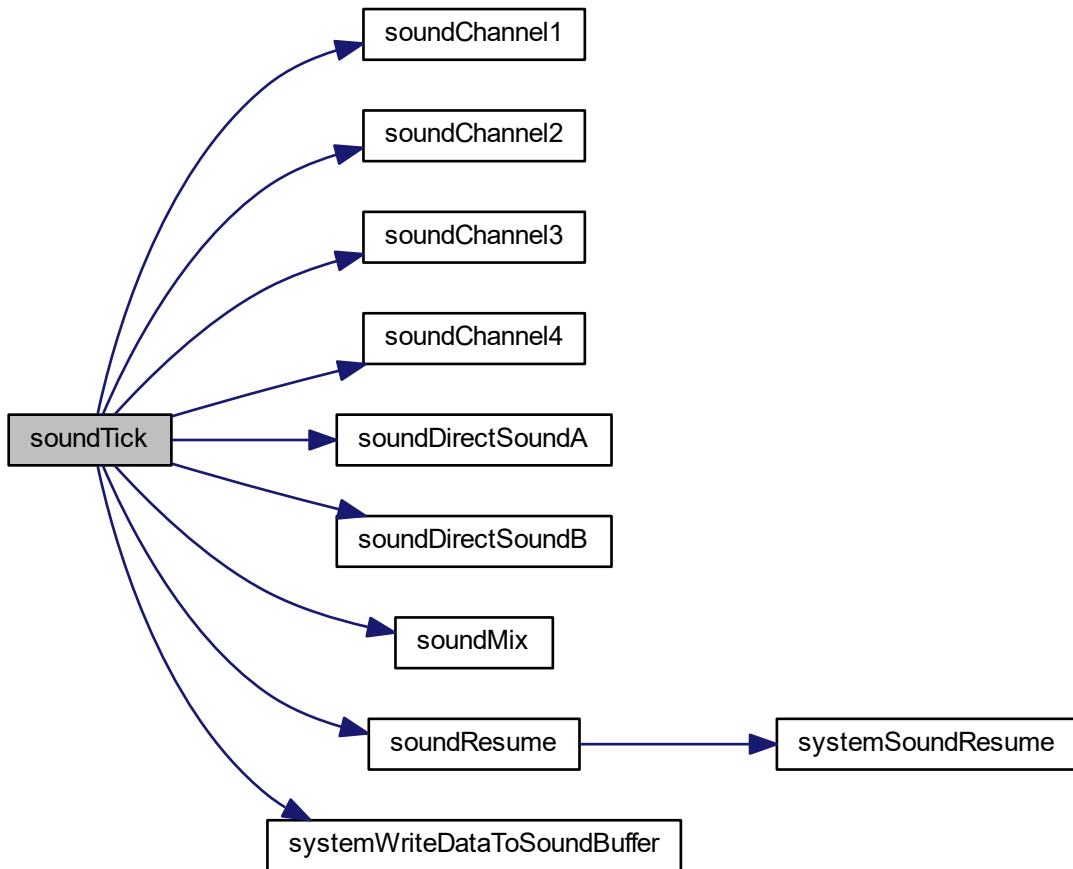 soundChannel1
soundChannel2
soundChannel3
soundChannel4
soundTick
soundDirectSoundA
soundDirectSoundB
soundMix
soundResume
systemSoundResume
systemWriteDataToSoundBuffer